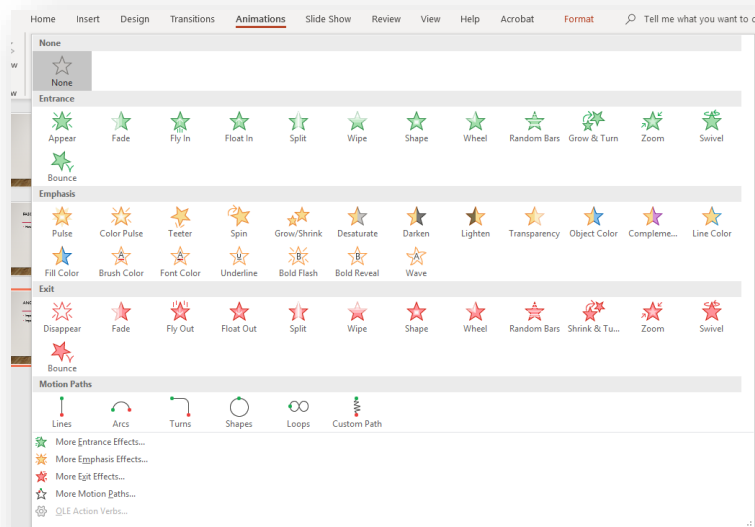 Home Insert Design Transitions Animations Slide Show Review View Help Acrobat Format Tell me what you want to
None
None
Entrance
Appear Fade Fly In Float In Split Wipe Shape Wheel Random Bars Grow & Turn Zoom Swivel
Bounce
Emphasis
Pulse Color Pulse Teeter Spin Grow/Shrink Desaturate Darken Lighten Transparency Object Color Compleme... Line Color
Fill Color Brush Color Font Color Underline Bold Flash Bold Reveal Wave
Exit
Disappear Fade Fly Out Float Out Split Wipe Shape Wheel Random Bars Shrink & Tu... Zoom Swivel
Bounce
Motion Paths
Lines Arcs Turns Shapes Loops Custom Path
More Entrance Effects...
More Emphasis Effects...
More Exit Effects...
More Motion Paths...
OLE Action Verbs...